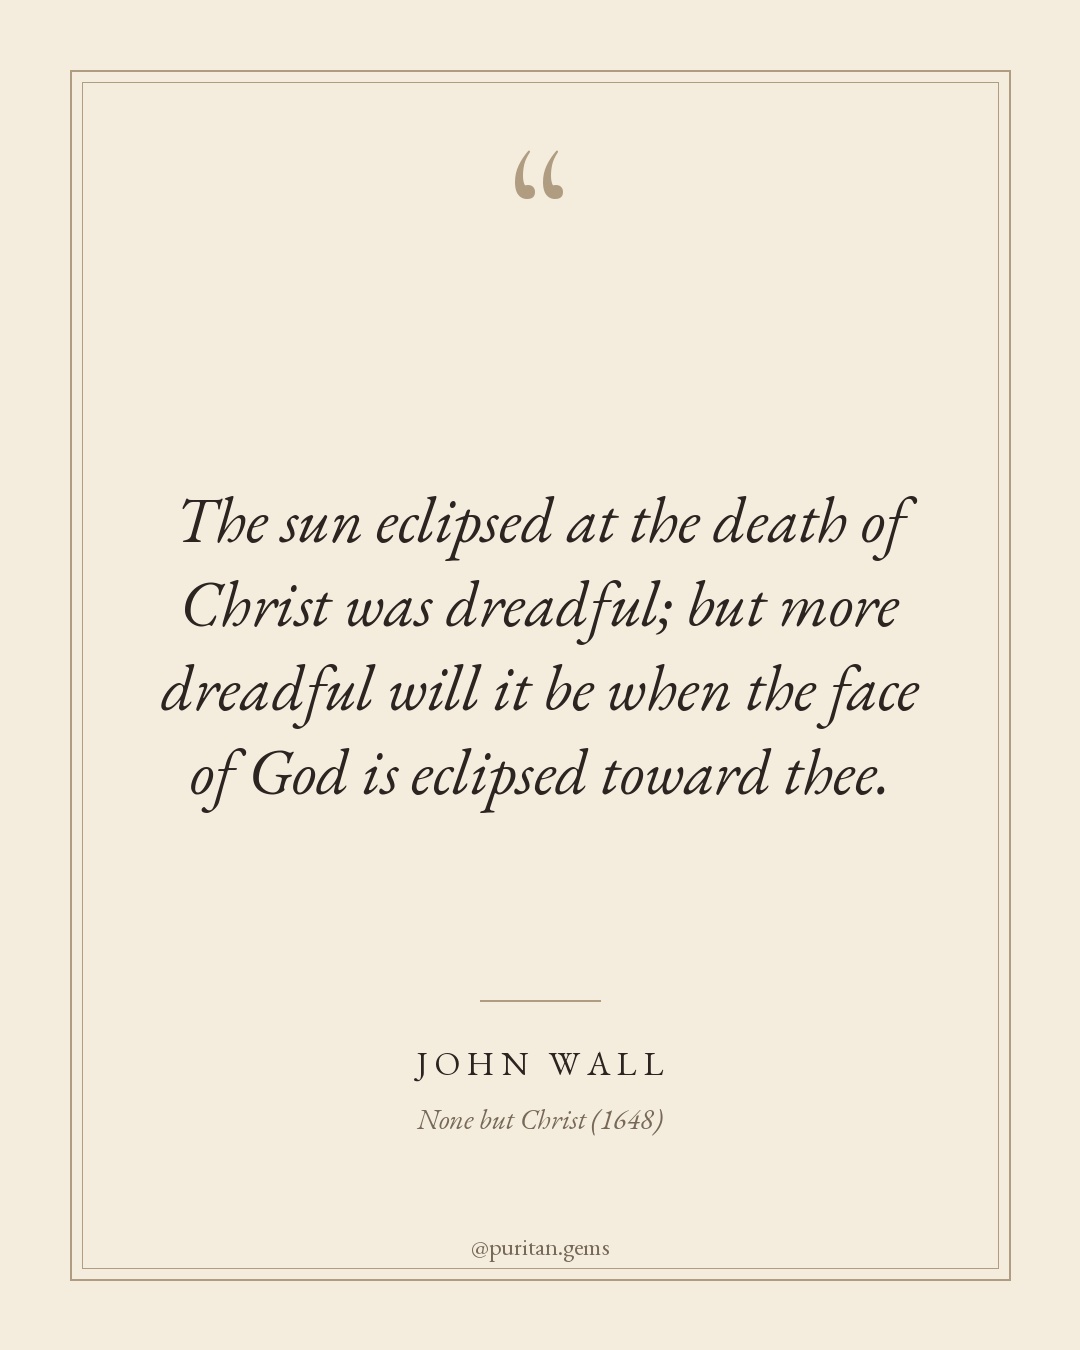 “
The sun eclipsed at the death of
Christ was dreadful; but more
dreadful will it be when the face
of God is eclipsed toward thee.
JOHN WALL
None but Christ (1648)
@puritan.gems